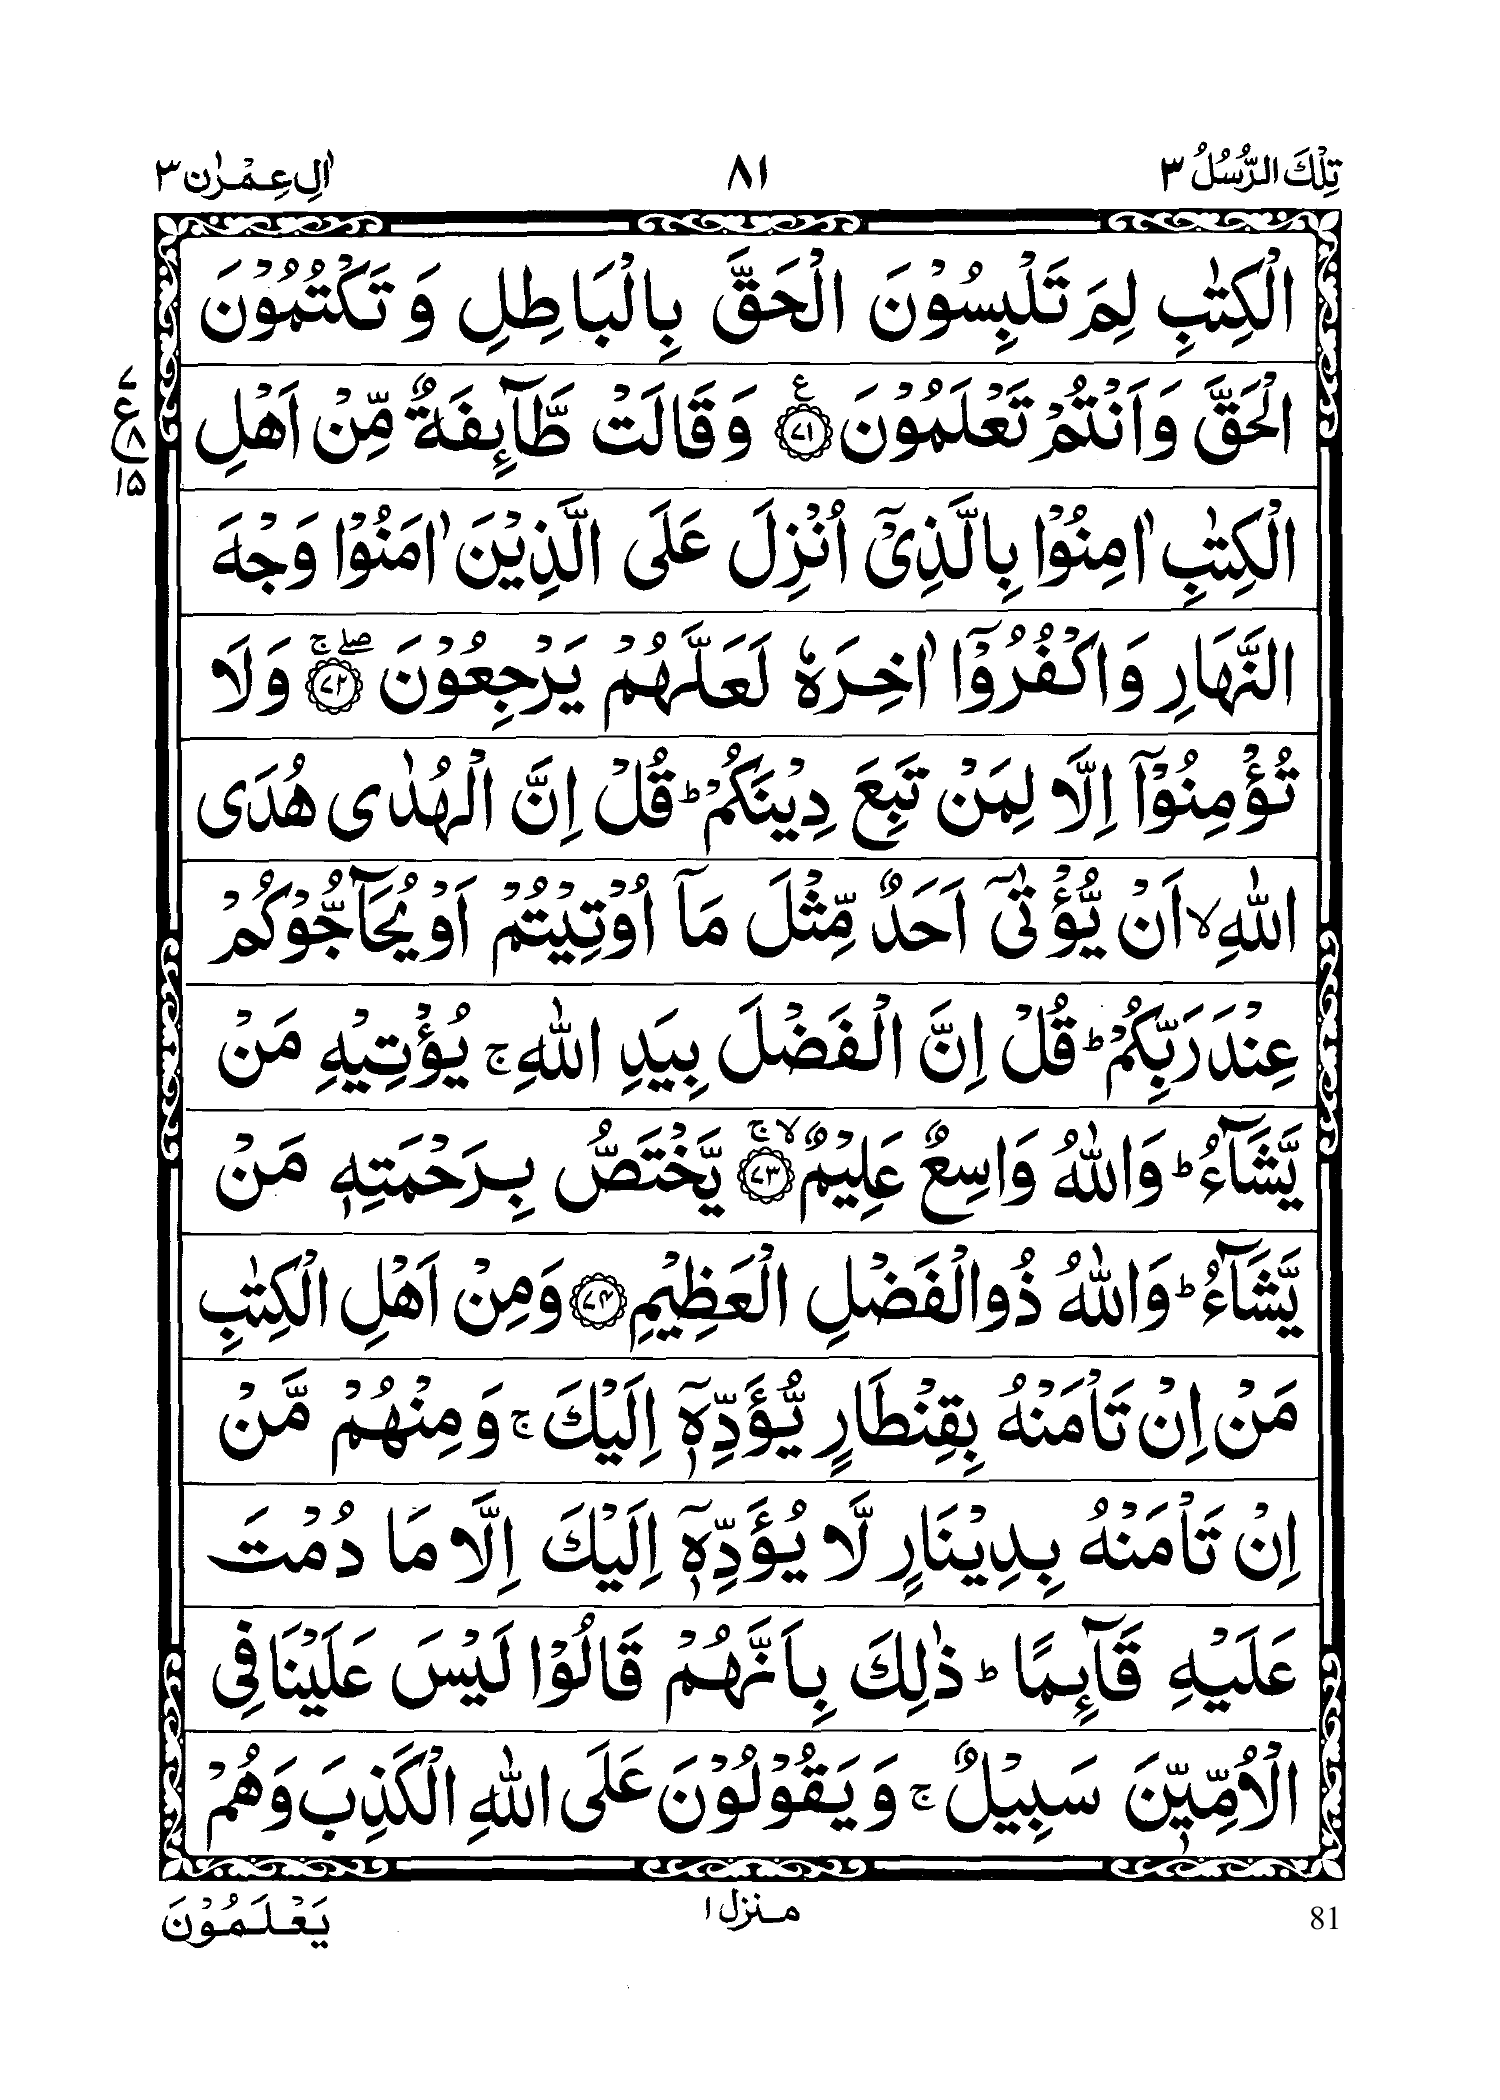 تِلْكَ الرُّسُلُ ٣
٨١
اٰلِ عِمْرٰن ٣
الْكِتٰبِ لِمَ تَلْبِسُوْنَ الْحَقَّ بِالْبَاطِلِ وَ تَكْتُمُوْنَ
الْحَقَّ وَاَنْتُمْ تَعْلَمُوْنَ ۧ‏﴿٧١﴾ وَقَالَتْ طَّآىِٕفَةٌ مِّنْ اَهْلِ
٧
ع
٨
١٥
الْكِتٰبِ اٰمِنُوْا بِالَّذِيْۤ اُنْزِلَ عَلَى الَّذِيْنَ اٰمَنُوْا وَجْهَ
النَّهَارِ وَاكْفُرُوْۤا اٰخِرَهٗ لَعَلَّهُمْ يَرْجِعُوْنَ ۖۚ‏﴿٧٢﴾ وَلَا
تُؤْمِنُوْۤا اِلَّا لِمَنْ تَبِعَ دِيْنَكُمْ ؕ قُلْ اِنَّ الْهُدٰى هُدَى
اللّٰهِ ۙ اَنْ يُّؤْتٰۤى اَحَدٌ مِّثْلَ مَاۤ اُوْتِيْتُمْ اَوْ يُحَآجُّوْكُمْ
عِنْدَ رَبِّكُمْ ؕ قُلْ اِنَّ الْفَضْلَ بِيَدِ اللّٰهِ ۚ يُؤْتِيْهِ مَنْ
يَّشَآءُ ؕ وَاللّٰهُ وَاسِعٌ عَلِيْمٌ ۙۚ‏﴿٧٣﴾ يَّخْتَصُّ بِرَحْمَتِهٖ مَنْ
يَّشَآءُ ؕ وَاللّٰهُ ذُوالْفَضْلِ الْعَظِيْمِ ﴿٧٤﴾ وَمِنْ اَهْلِ الْكِتٰبِ
مَنْ اِنْ تَاْمَنْهُ بِقِنْطَارٍ يُّؤَدِّهٖۤ اِلَيْكَ ۚ وَمِنْهُمْ مَّنْ
اِنْ تَاْمَنْهُ بِدِيْنَارٍ لَّا يُؤَدِّهٖۤ اِلَيْكَ اِلَّا مَا دُمْتَ
عَلَيْهِ قَآىِٕمًا ؕ ذٰلِكَ بِاَنَّهُمْ قَالُوْا لَيْسَ عَلَيْنَا فِى
الْاُمِّيّٖنَ سَبِيْلٌ ۚ وَ يَقُوْلُوْنَ عَلَى اللّٰهِ الْكَذِبَ وَهُمْ
81
منزل ١
يَعْلَمُوْنَ